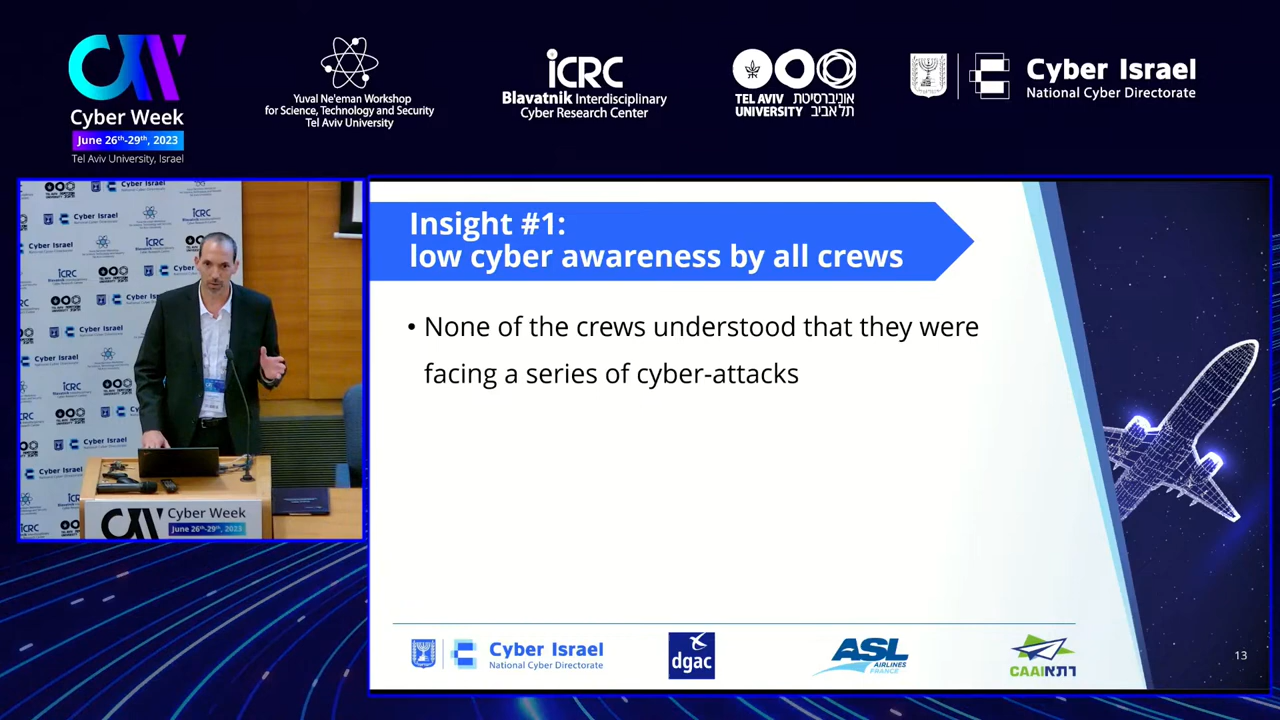 Cyber Week
June 26th-29th, 2023
Tel Aviv University, Israel
Yuval Ne'eman Workshop
for Science, Technology and Security
Tel Aviv University
iCRC
Blavatnik Interdisciplinary
Cyber Research Center
TEL AVIV אוניברסיטת
UNIVERSITY תל אביב
Cyber Israel
National Cyber Directorate
Insight #1:
low cyber awareness by all crews
• None of the crews understood that they were
facing a series of cyber-attacks
Cyber Week
June 26th-29th, 2023
Cyber Israel
National Cyber Directorate
dgac
ASL
AIRLINES
FRANCE
CAAI רתא
13